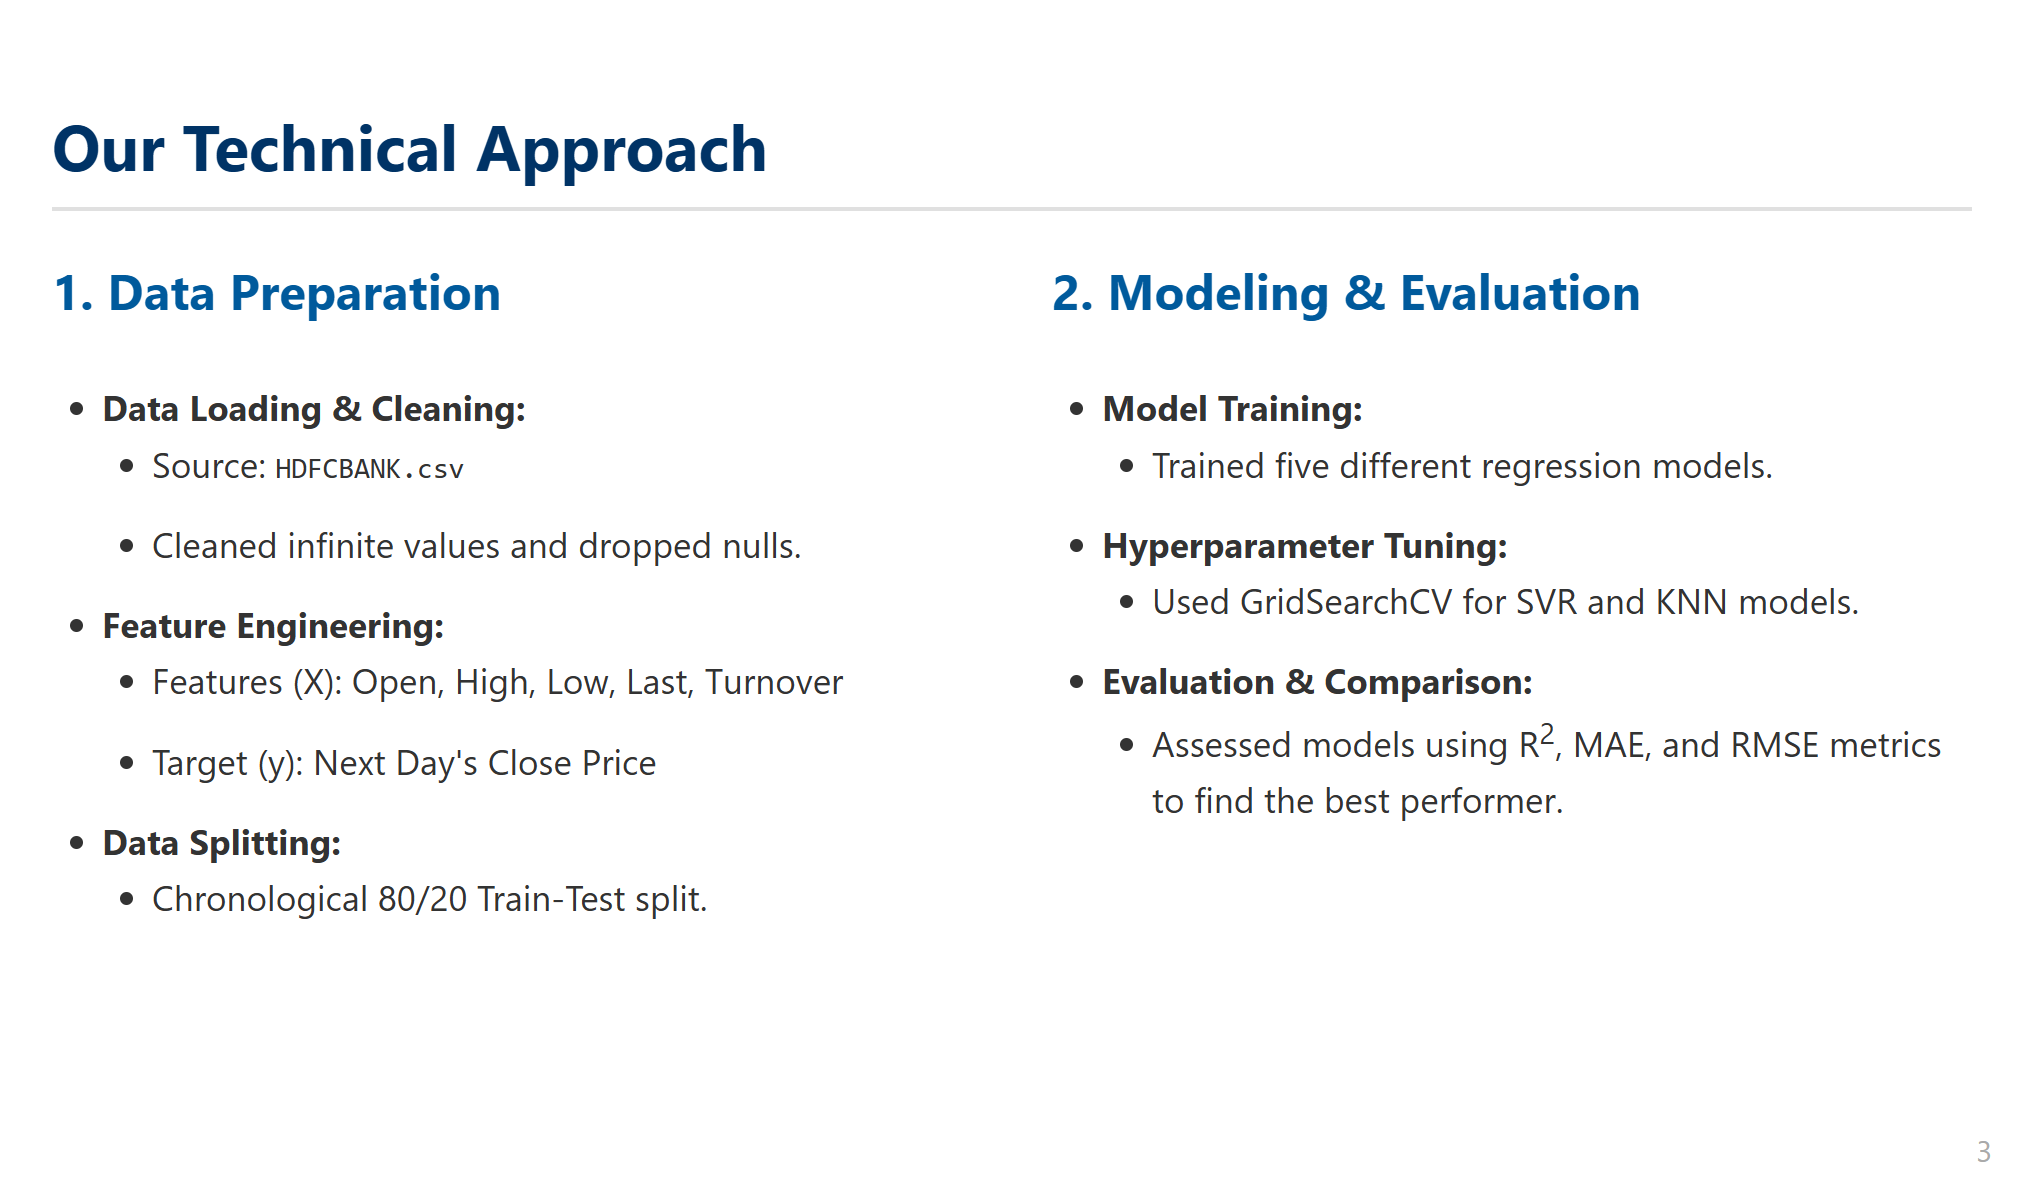 Our Technical Approach
1. Data Preparation
• Data Loading & Cleaning:
• Source: HDFCBANK.csv
• Cleaned infinite values and dropped nulls.
• Feature Engineering:
• Features (X): Open, High, Low, Last, Turnover
• Target (y): Next Day's Close Price
• Data Splitting:
• Chronological 80/20 Train-Test split.
2. Modeling & Evaluation
• Model Training:
• Trained five different regression models.
• Hyperparameter Tuning:
• Used GridSearchCV for SVR and KNN models.
• Evaluation & Comparison:
• Assessed models using R², MAE, and RMSE metrics
to find the best performer.
3